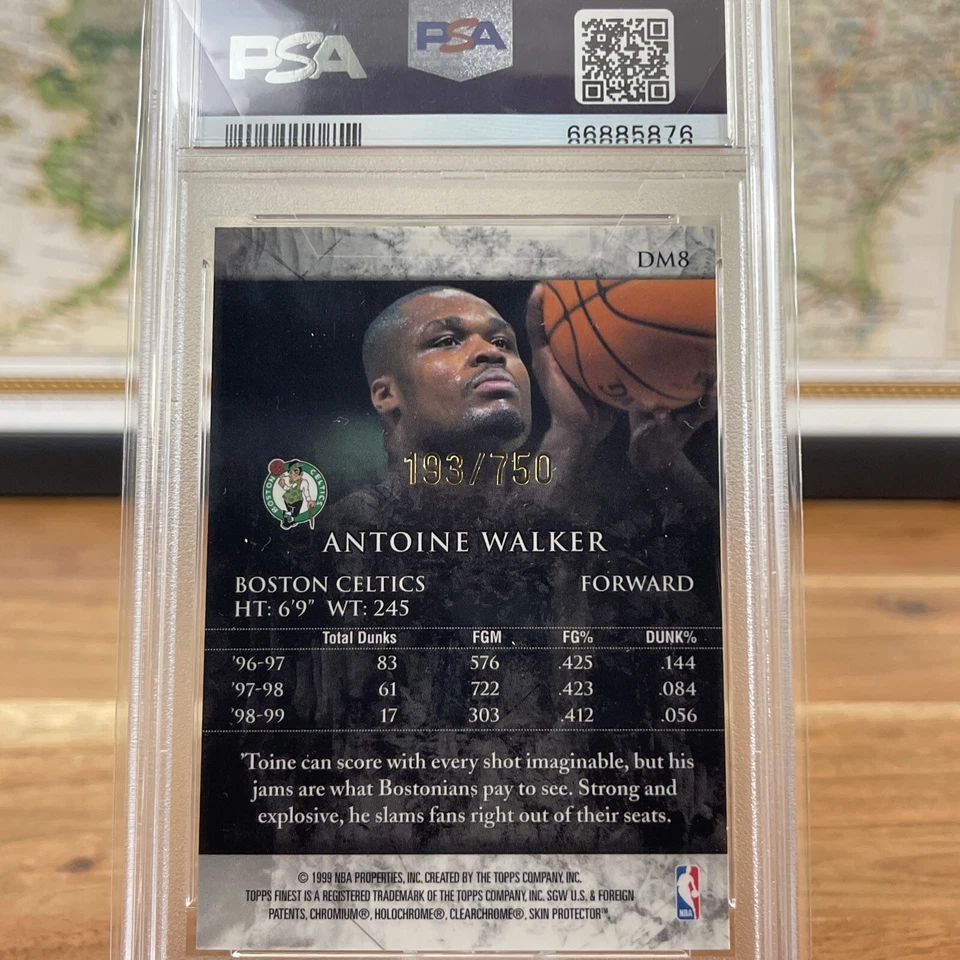 PSA PSA
66885876
DM8
BOSTON CELTICS
193/750
ANTOINE WALKER
BOSTON CELTICS FORWARD
HT: 6'9" WT: 245
Total Dunks FGM FG% DUNK%
'96-97 83 576 .425 .144
'97-98 61 722 .423 .084
'98-99 17 303 .412 .056
'Toine can score with every shot imaginable, but his
jams are what Bostonians pay to see. Strong and
explosive, he slams fans right out of their seats.
© 1999 NBA PROPERTIES, INC. CREATED BY THE TOPPS COMPANY, INC.
TOPPS FINEST IS A REGISTERED TRADEMARK OF THE TOPPS COMPANY, INC. SGW U.S. & FOREIGN
PATENTS, CHROMIUM®, HOLOCHROME®, CLEARCHROME®, SKIN PROTECTOR™
NBA